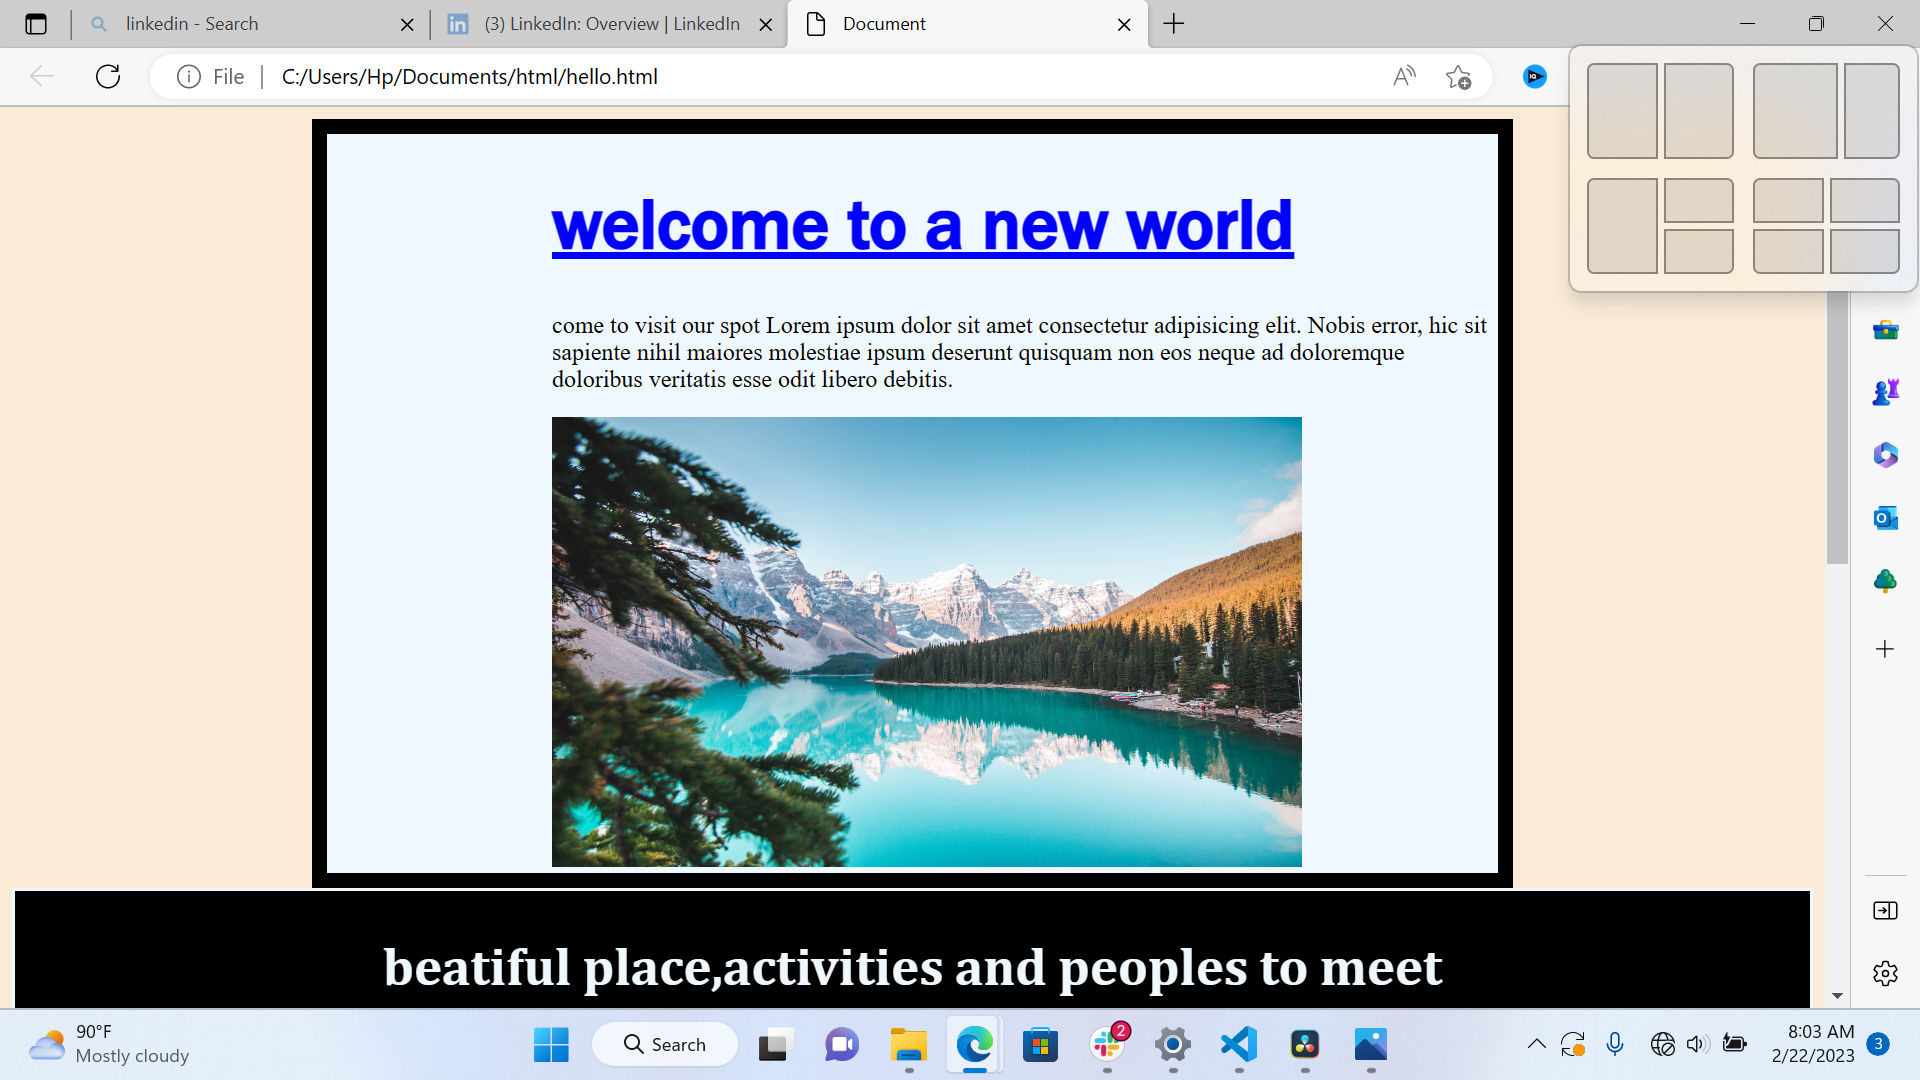 linkedin - Search
(3) LinkedIn: Overview | LinkedIn
Document
File
C:/Users/Hp/Documents/html/hello.html
welcome to a new world
come to visit our spot Lorem ipsum dolor sit amet consectetur adipisicing elit. Nobis error, hic sit
sapiente nihil maiores molestiae ipsum deserunt quisquam non eos neque ad doloremque
doloribus veritatis esse odit libero debitis.
beatiful place,activities and peoples to meet
90°F
Mostly cloudy
Search
2
8:03 AM
2/22/2023
3